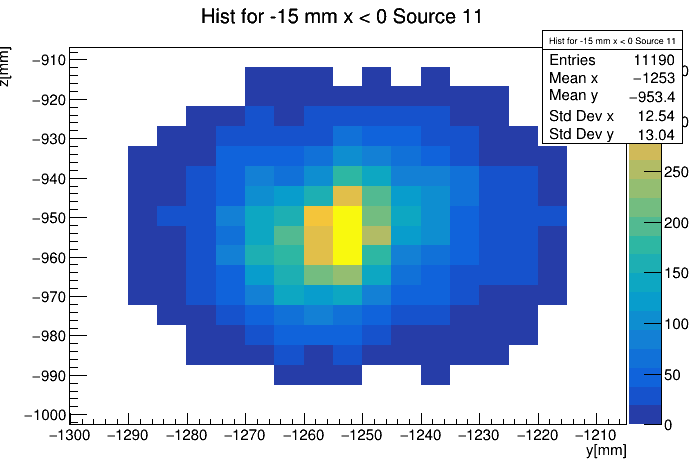 Hist for -15 mm x < 0 Source 11
Hist for -15 mm x < 0 Source 11
Entries 11190
Mean x −1253
Mean y −953.4
Std Dev x 12.54
Std Dev y 13.04
z[mm]
−910
−920
−930
−940
−950
−960
−970
−980
−990
−1000
250
200
150
100
50
0
−1300 −1290 −1280 −1270 −1260 −1250 −1240 −1230 −1220 −1210
y[mm]